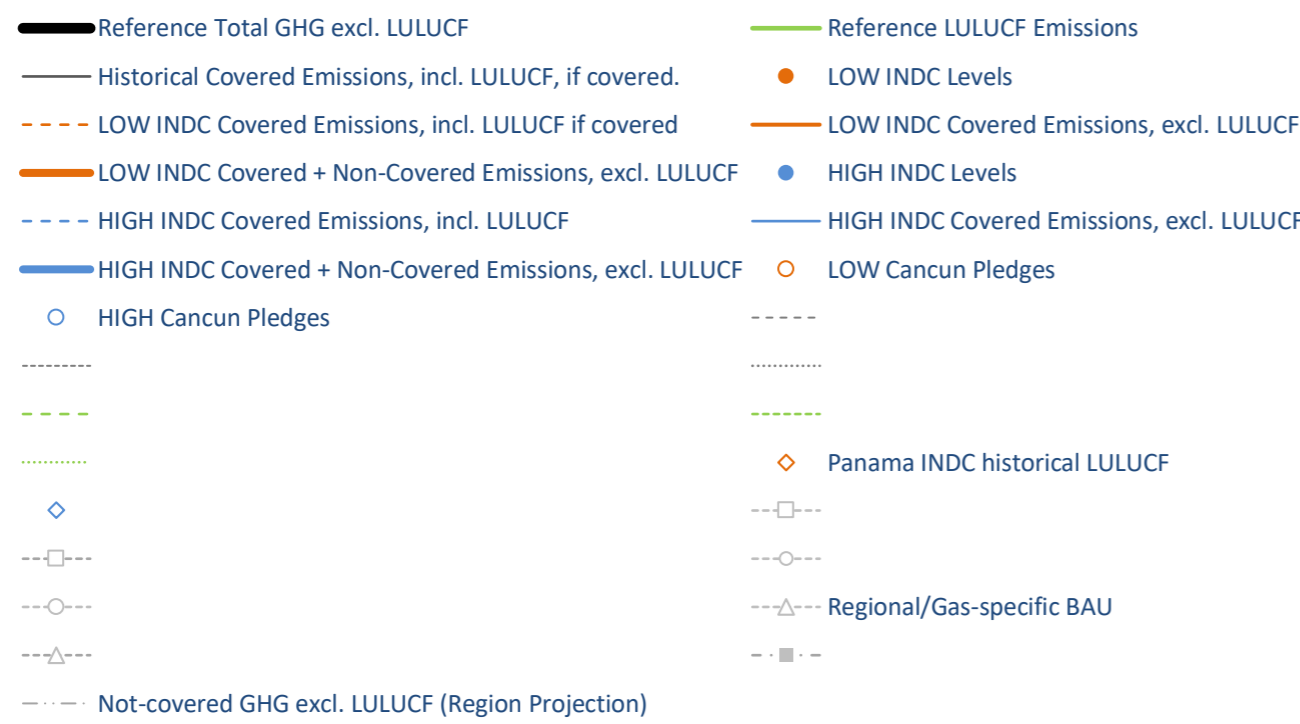 Reference Total GHG excl. LULUCF
Reference LULUCF Emissions
Historical Covered Emissions, incl. LULUCF, if covered.
LOW INDC Levels
LOW INDC Covered Emissions, incl. LULUCF if covered
LOW INDC Covered Emissions, excl. LULUCF
LOW INDC Covered + Non-Covered Emissions, excl. LULUCF
HIGH INDC Levels
HIGH INDC Covered Emissions, incl. LULUCF
HIGH INDC Covered Emissions, excl. LULUCF
HIGH INDC Covered + Non-Covered Emissions, excl. LULUCF
LOW Cancun Pledges
HIGH Cancun Pledges
Panama INDC historical LULUCF
Regional/Gas-specific BAU
Not-covered GHG excl. LULUCF (Region Projection)